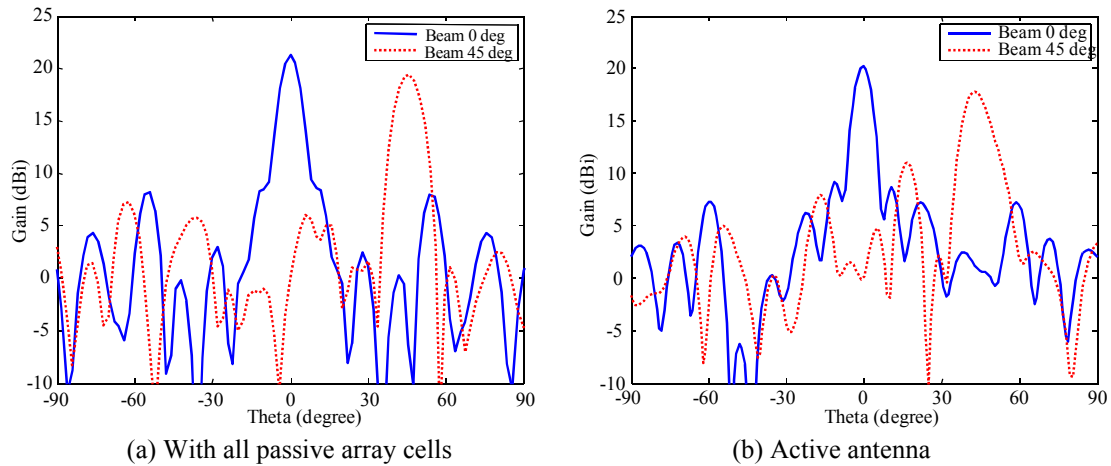 25
20
15
10
5
0
-5
-10
Gain (dBi)
Beam 0 deg
Beam 45 deg
-90 -60 -30 0 30 60 90
Theta (degree)
(a) With all passive array cells
25
20
15
10
5
0
-5
-10
Gain (dBi)
Beam 0 deg
Beam 45 deg
-90 -60 -30 0 30 60 90
Theta (degree)
(b) Active antenna